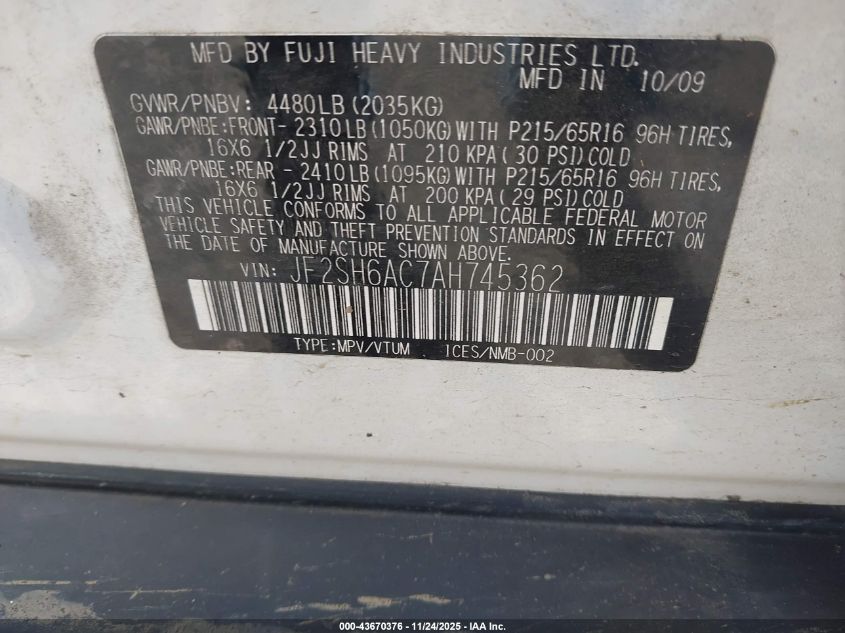 MFD BY FUJI HEAVY INDUSTRIES LTD.
MFD IN 10/09
GVWR/PNBV: 4480LB(2035KG)
GAWR/PNBE:FRONT- 2310LB(1050KG)WITH P215/65R16 96H TIRES,
16X6 1/2JJ RIMS AT 210 KPA( 30 PSI)COLD
GAWR/PNBE:REAR - 2410LB(1095KG)WITH P215/65R16 96H TIRES,
16X6 1/2JJ RIMS AT 200 KPA( 29 PSI)COLD
THIS VEHICLE CONFORMS TO ALL APPLICABLE FEDERAL MOTOR
VEHICLE SAFETY AND THEFT PREVENTION STANDARDS IN EFFECT ON
THE DATE OF MANUFACTURE SHOWN ABOVE.
VIN: JF2SH6AC7AH745362
TYPE:MPV/VTUM ICES/NMB-002
000-43670376 - 11/24/2025 - IAA Inc.